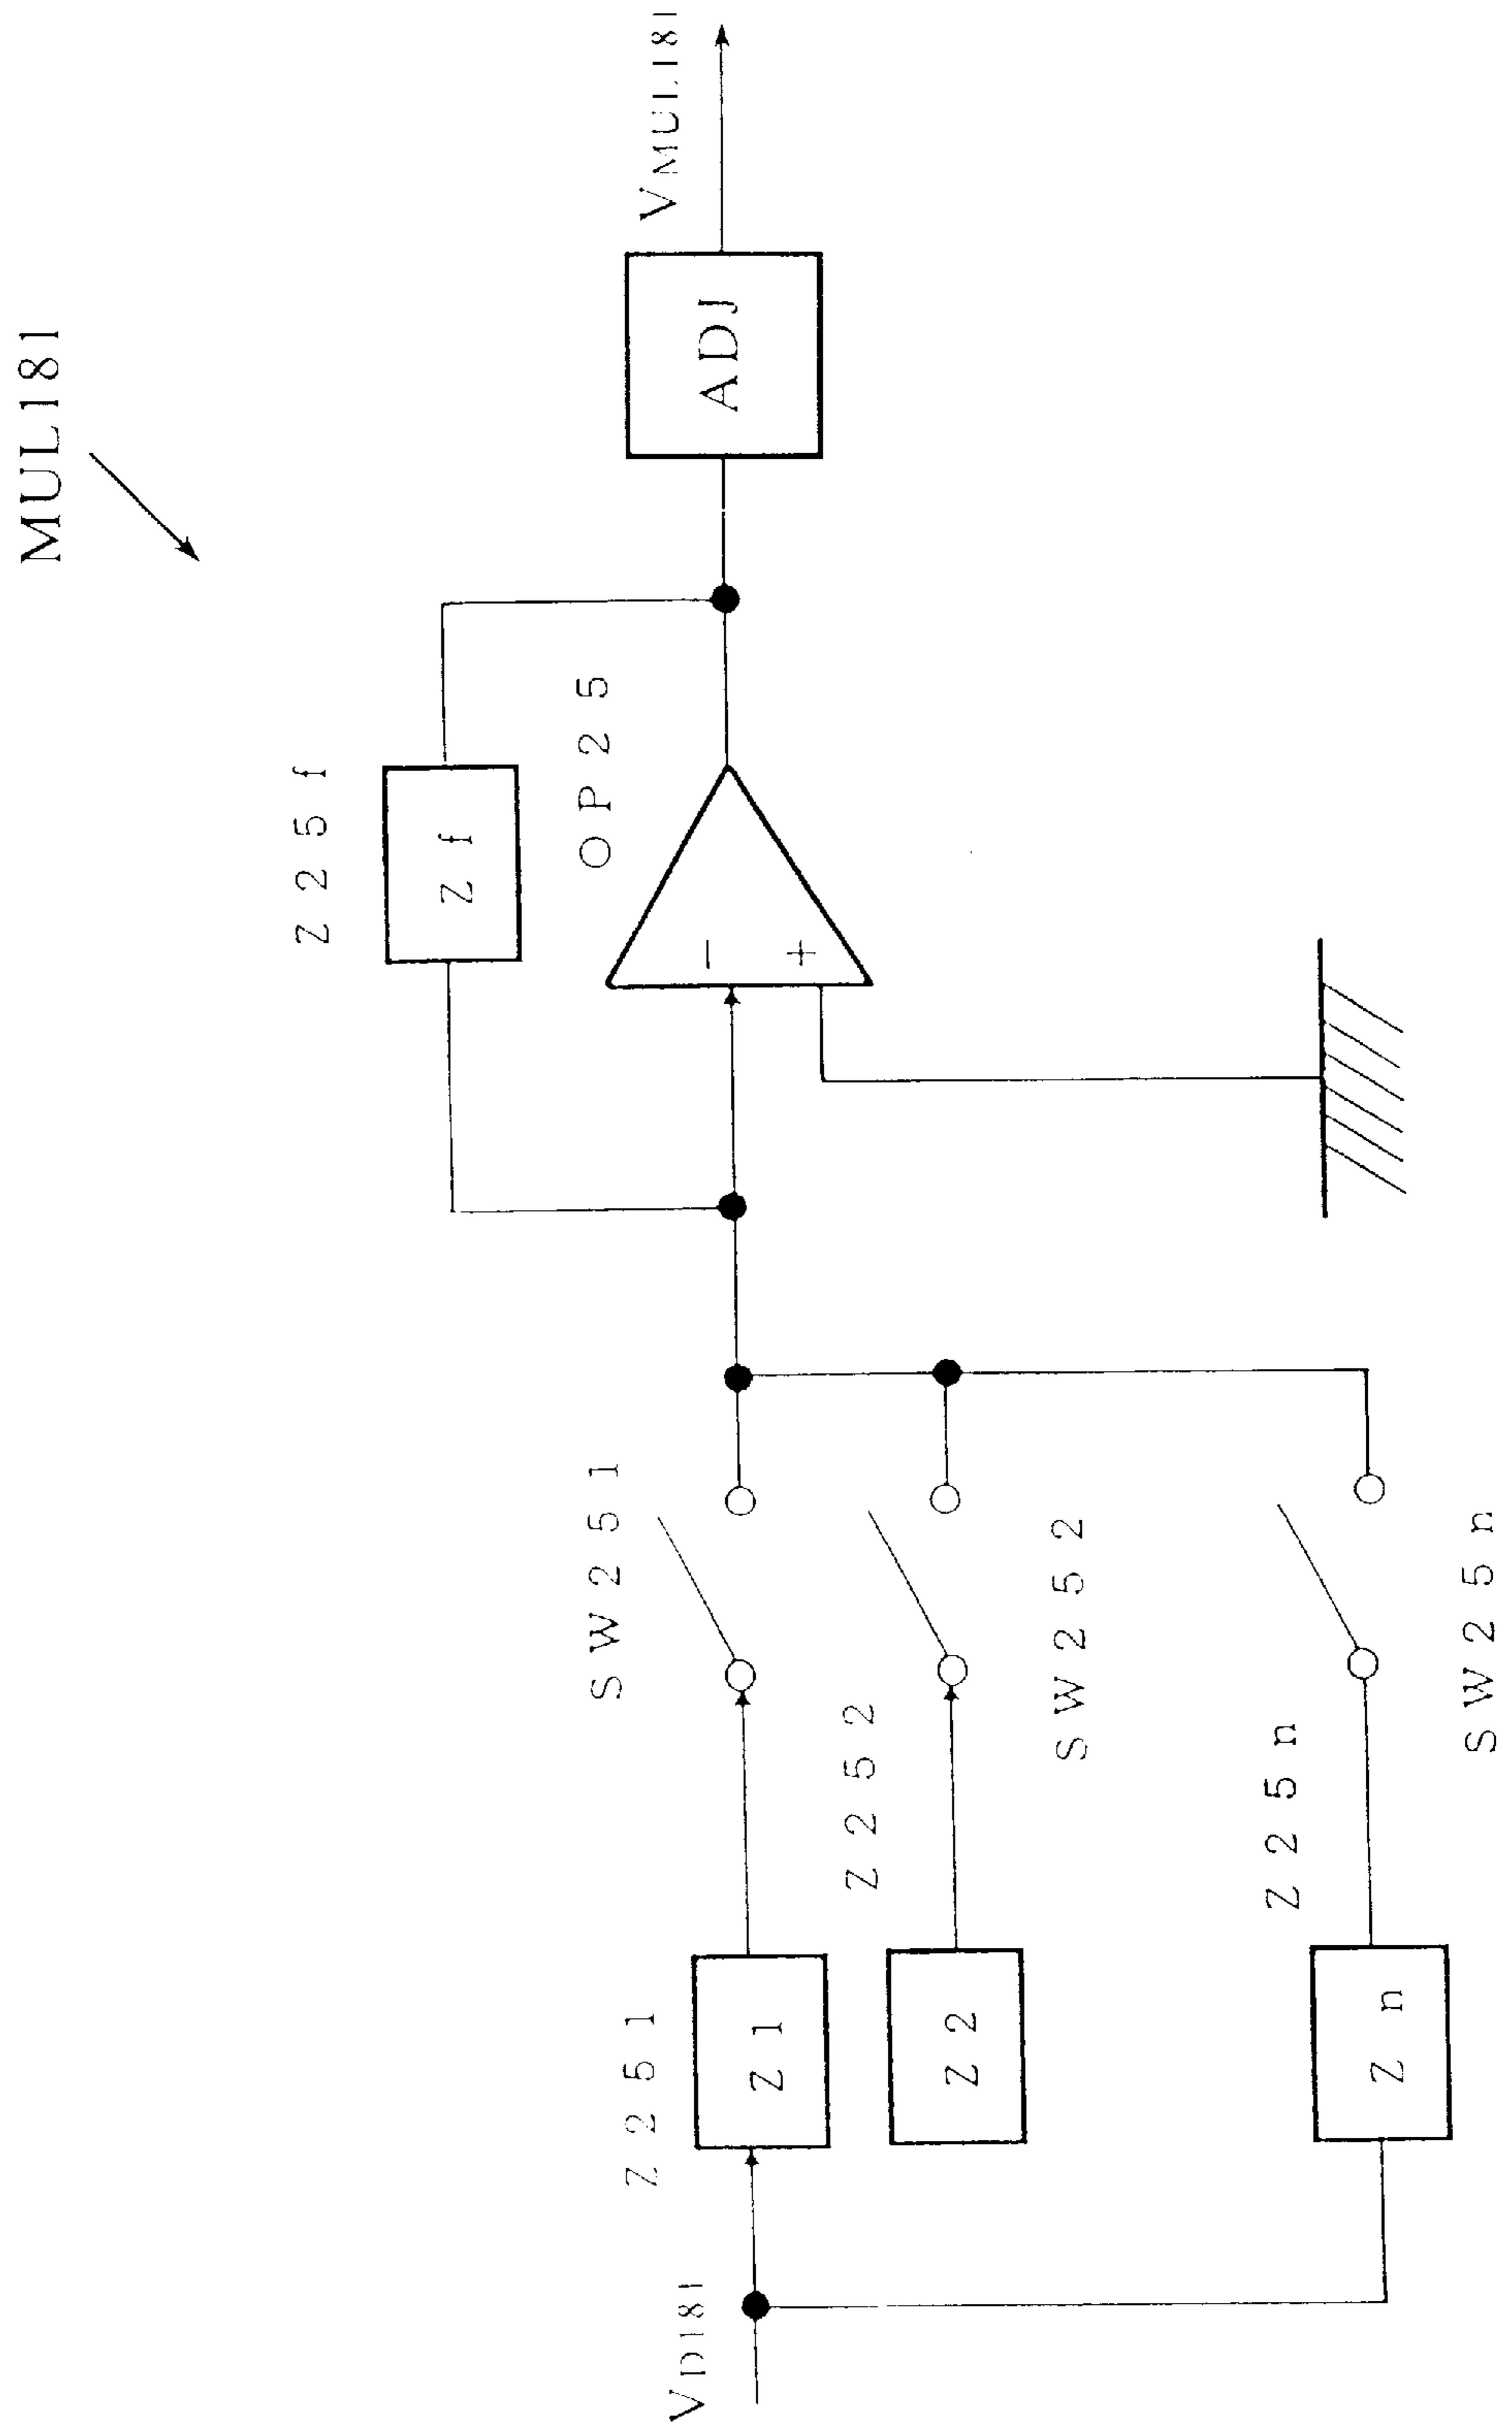 MUL181
Z25f
Zf
OP25
VMUL181
ADJ
−
+
SW251
Z251
Z1
VD181
Z252
Z2
SW252
Z25n
Zn
SW25n